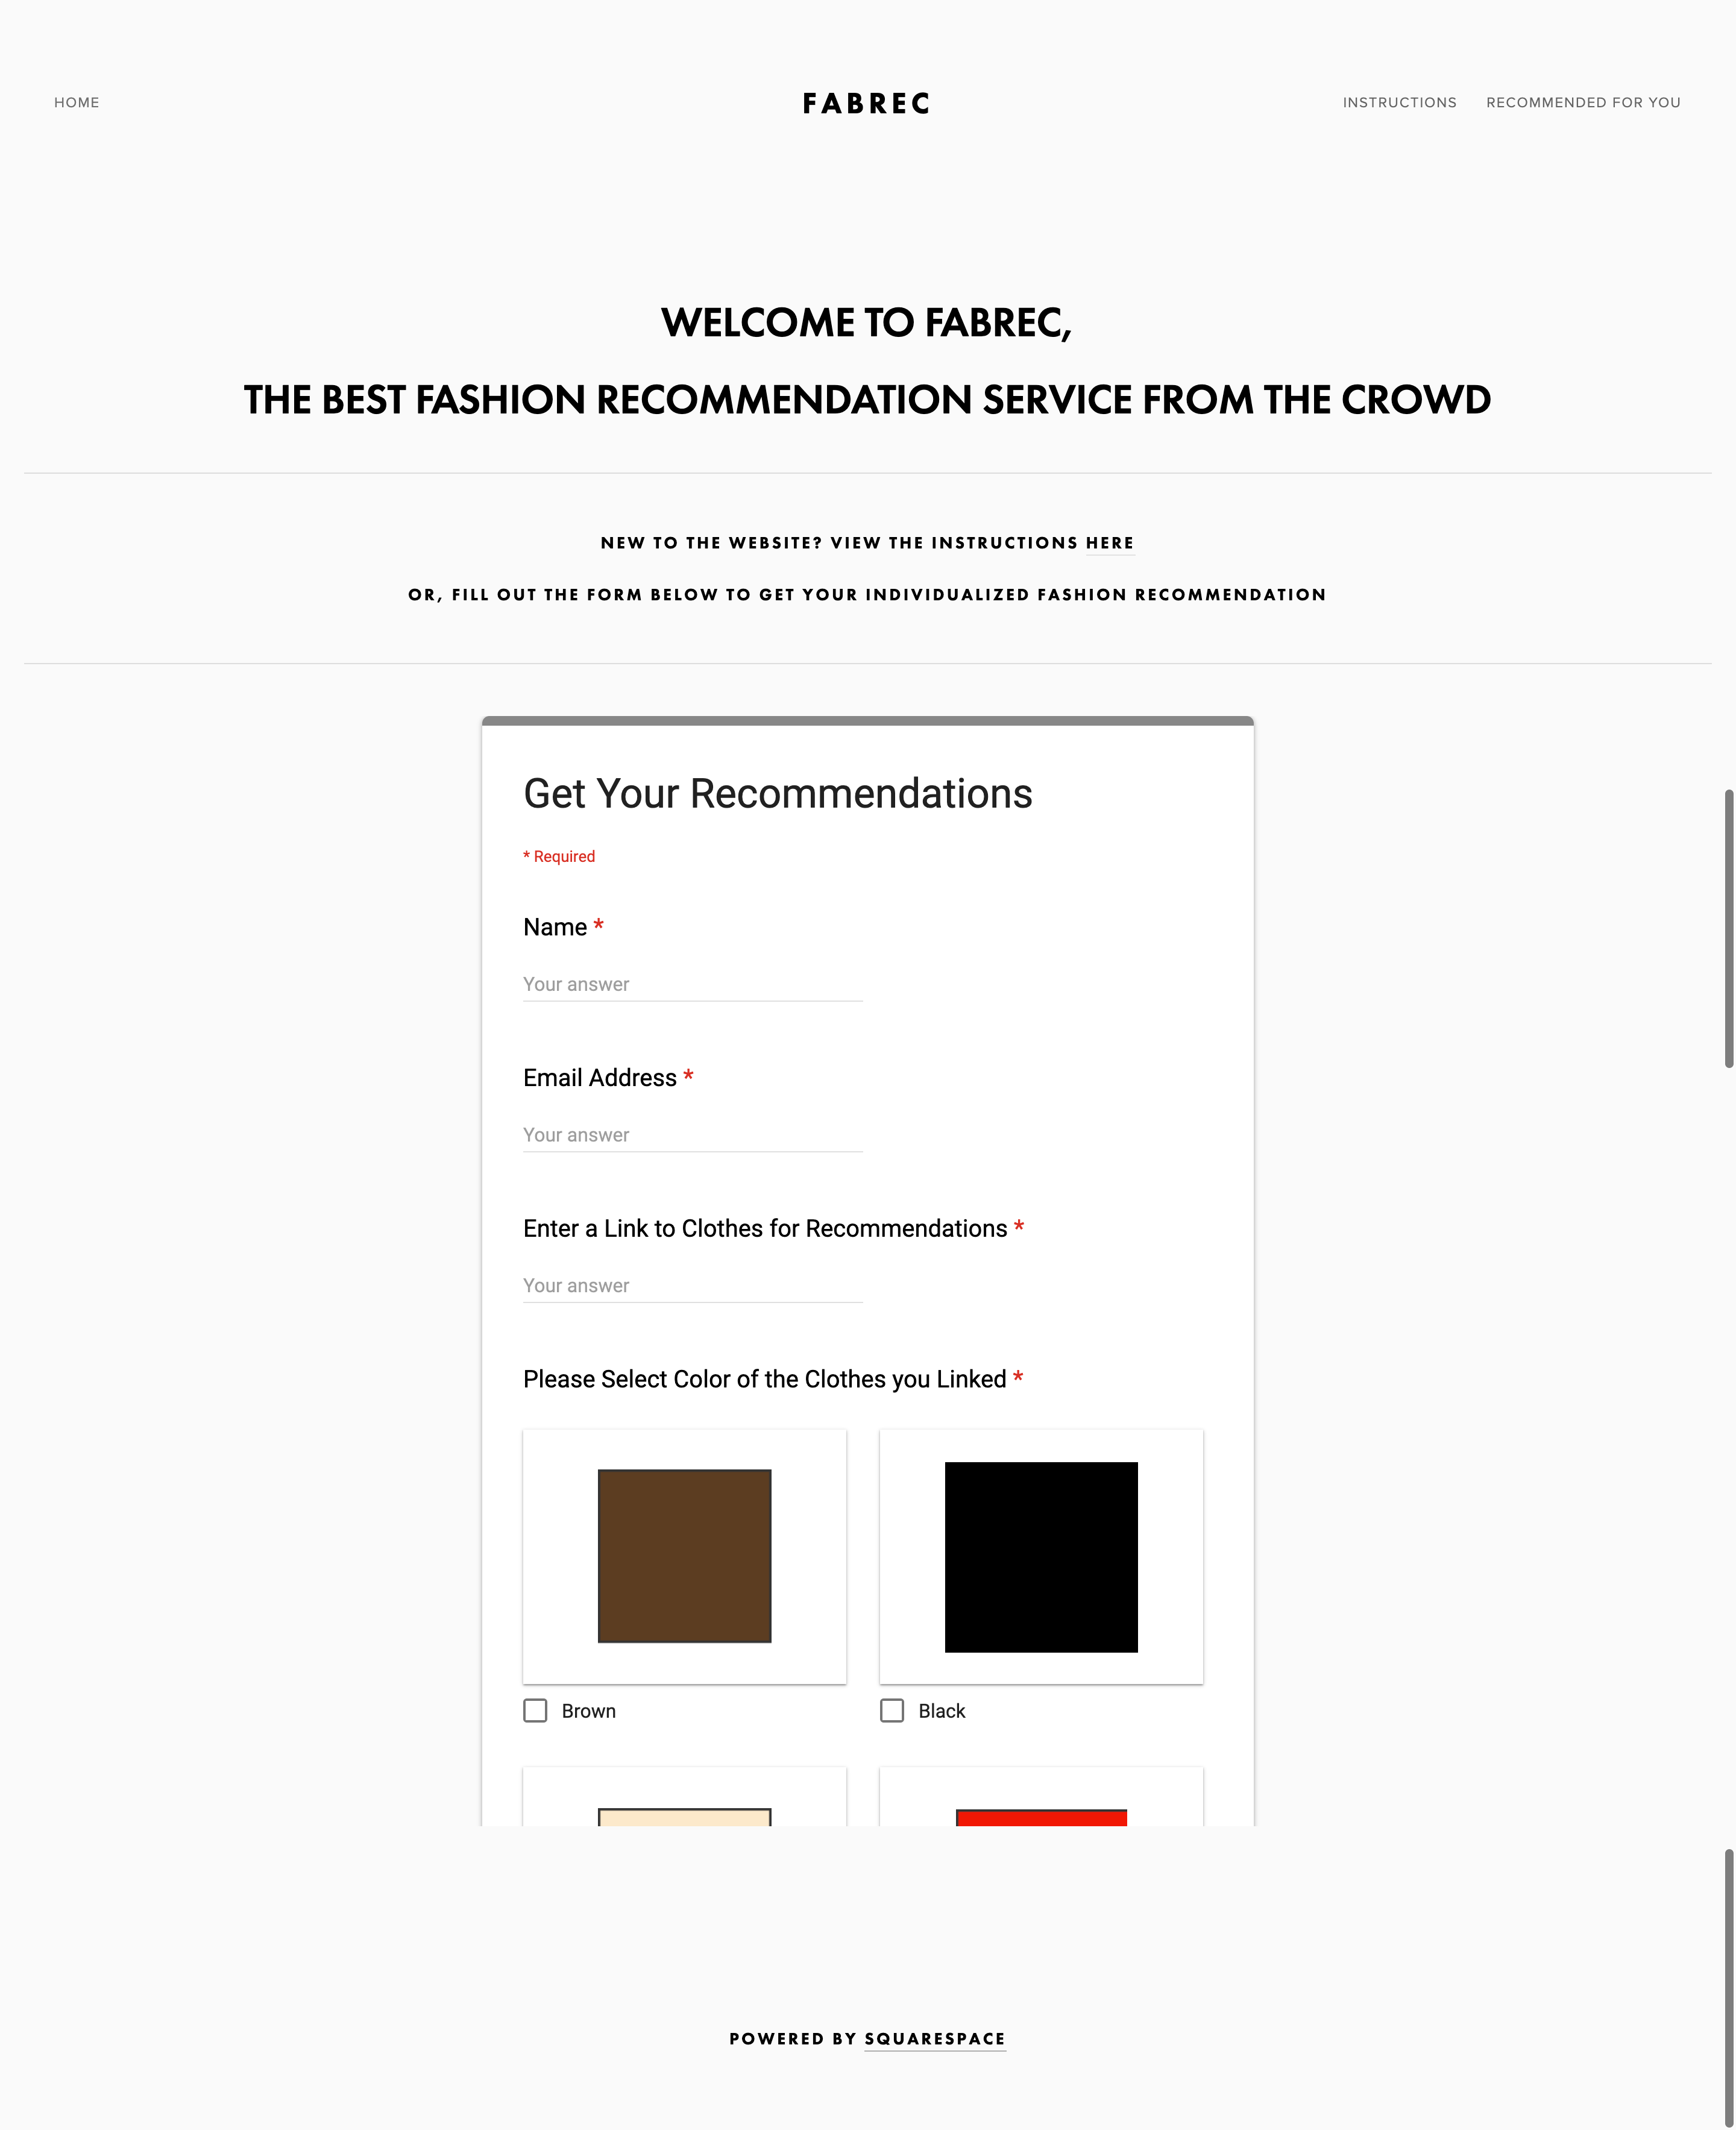 HOME
FABREC
INSTRUCTIONS
RECOMMENDED FOR YOU
WELCOME TO FABREC,
THE BEST FASHION RECOMMENDATION SERVICE FROM THE CROWD
NEW TO THE WEBSITE? VIEW THE INSTRUCTIONS HERE
OR, FILL OUT THE FORM BELOW TO GET YOUR INDIVIDUALIZED FASHION RECOMMENDATION
Get Your Recommendations
* Required
Name *
Your answer
Email Address *
Your answer
Enter a Link to Clothes for Recommendations *
Your answer
Please Select Color of the Clothes you Linked *
Brown
Black
POWERED BY SQUARESPACE